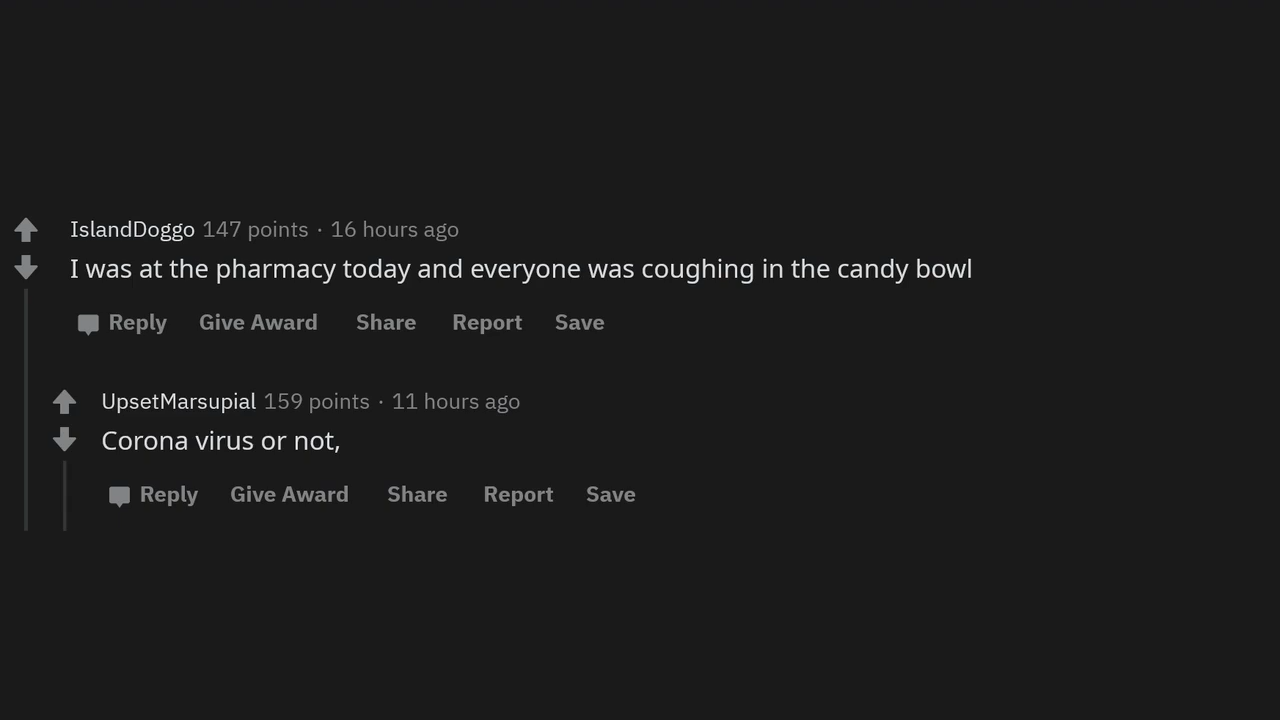 IslandDoggo 147 points · 16 hours ago
I was at the pharmacy today and everyone was coughing in the candy bowl
Reply Give Award Share Report Save
UpsetMarsupial 159 points · 11 hours ago
Corona virus or not,
Reply Give Award Share Report Save